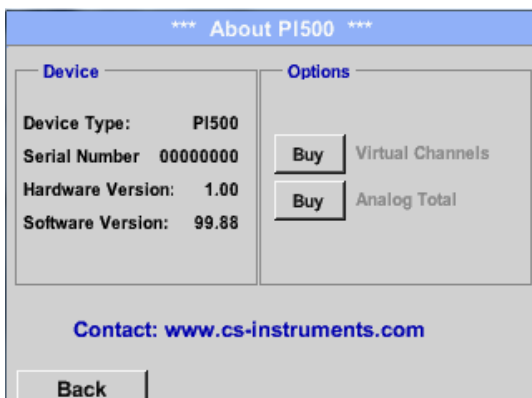 *** About PI500 ***
Device
Device Type: PI500
Serial Number 00000000
Hardware Version: 1.00
Software Version: 99.88
Options
Buy Virtual Channels
Buy Analog Total
Contact: www.cs-instruments.com
Back